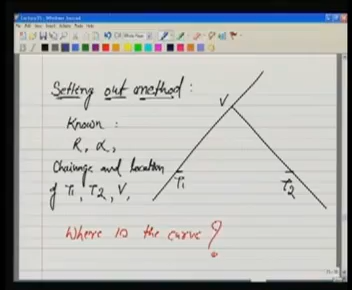 Setting out method :
Known :
R, α,
Chainage and location
of T1, T2, V,
Where is the curve ?
V
T1
T2